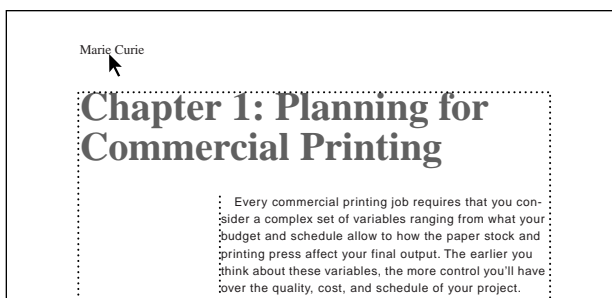 Marie Curie
Chapter 1: Planning for
Commercial Printing
Every commercial printing job requires that you con-
sider a complex set of variables ranging from what your
budget and schedule allow to how the paper stock and
printing press affect your final output. The earlier you
think about these variables, the more control you'll have
over the quality, cost, and schedule of your project.